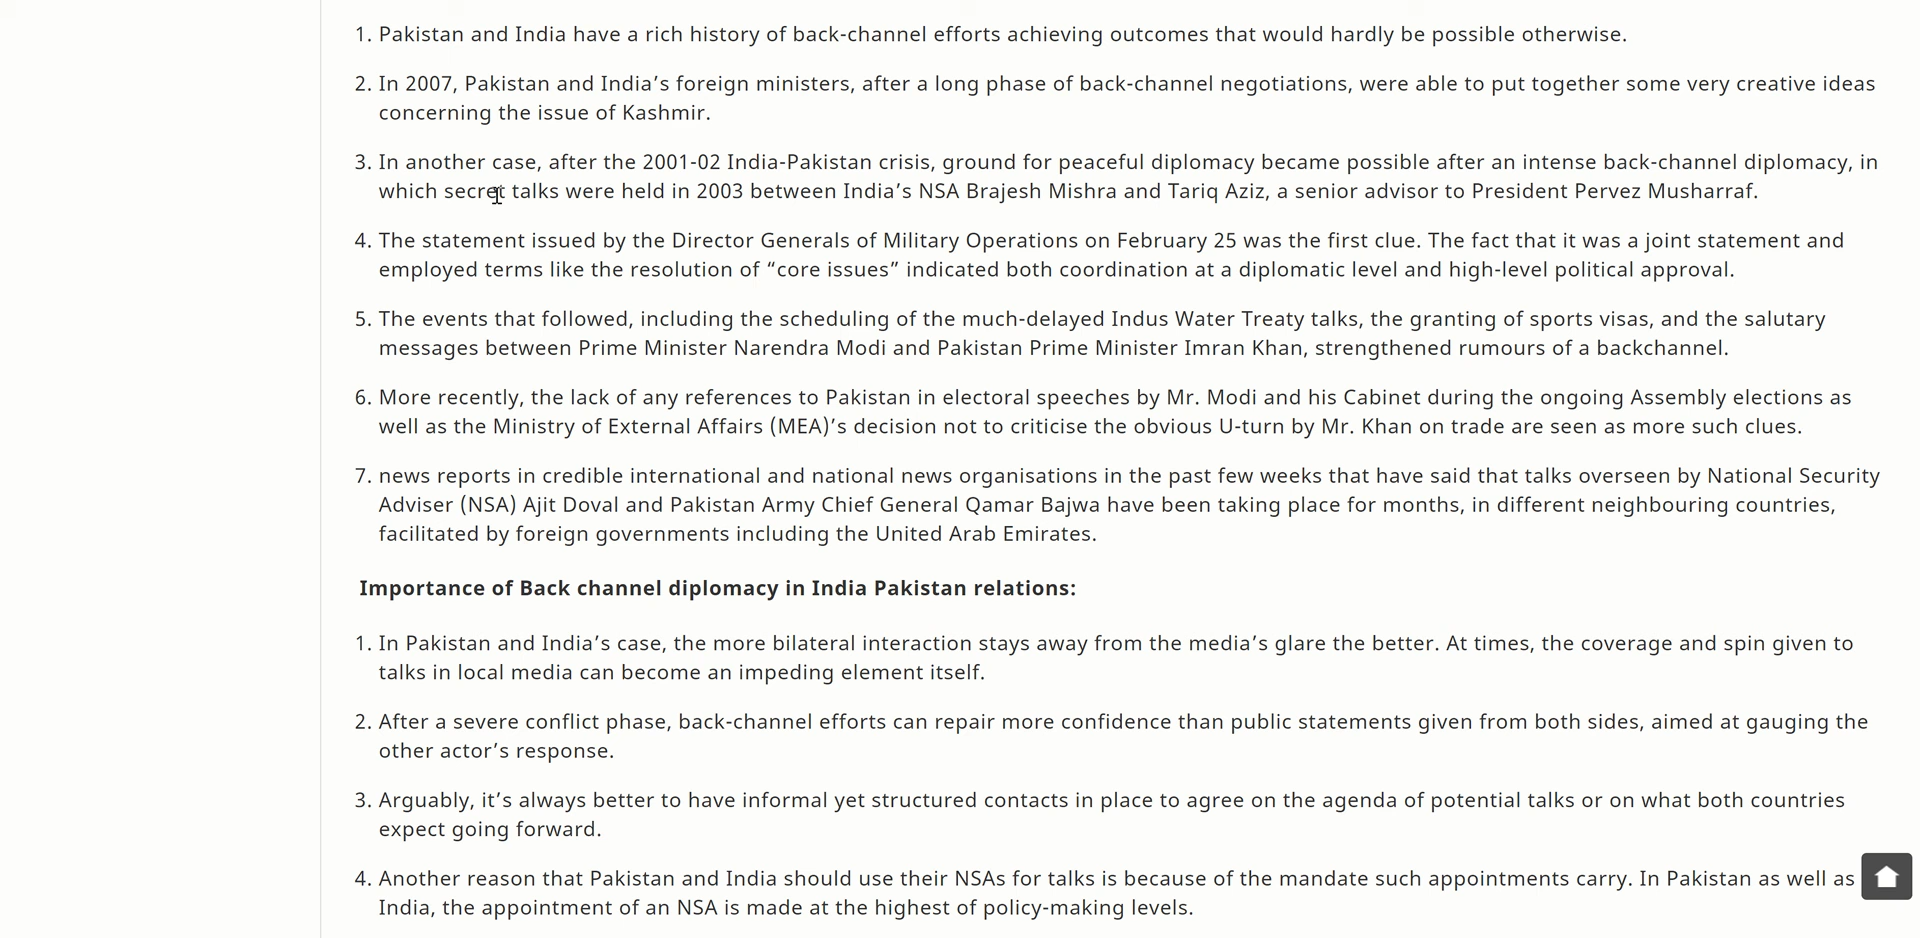 1. Pakistan and India have a rich history of back-channel efforts achieving outcomes that would hardly be possible otherwise.
2. In 2007, Pakistan and India’s foreign ministers, after a long phase of back-channel negotiations, were able to put together some very creative ideas
concerning the issue of Kashmir.
3. In another case, after the 2001-02 India-Pakistan crisis, ground for peaceful diplomacy became possible after an intense back-channel diplomacy, in
which secret talks were held in 2003 between India’s NSA Brajesh Mishra and Tariq Aziz, a senior advisor to President Pervez Musharraf.
4. The statement issued by the Director Generals of Military Operations on February 25 was the first clue. The fact that it was a joint statement and
employed terms like the resolution of “core issues” indicated both coordination at a diplomatic level and high-level political approval.
5. The events that followed, including the scheduling of the much-delayed Indus Water Treaty talks, the granting of sports visas, and the salutary
messages between Prime Minister Narendra Modi and Pakistan Prime Minister Imran Khan, strengthened rumours of a backchannel.
6. More recently, the lack of any references to Pakistan in electoral speeches by Mr. Modi and his Cabinet during the ongoing Assembly elections as
well as the Ministry of External Affairs (MEA)’s decision not to criticise the obvious U-turn by Mr. Khan on trade are seen as more such clues.
7. news reports in credible international and national news organisations in the past few weeks that have said that talks overseen by National Security
Adviser (NSA) Ajit Doval and Pakistan Army Chief General Qamar Bajwa have been taking place for months, in different neighbouring countries,
facilitated by foreign governments including the United Arab Emirates.
Importance of Back channel diplomacy in India Pakistan relations:
1. In Pakistan and India’s case, the more bilateral interaction stays away from the media’s glare the better. At times, the coverage and spin given to
talks in local media can become an impeding element itself.
2. After a severe conflict phase, back-channel efforts can repair more confidence than public statements given from both sides, aimed at gauging the
other actor’s response.
3. Arguably, it’s always better to have informal yet structured contacts in place to agree on the agenda of potential talks or on what both countries
expect going forward.
4. Another reason that Pakistan and India should use their NSAs for talks is because of the mandate such appointments carry. In Pakistan as well as
India, the appointment of an NSA is made at the highest of policy-making levels.